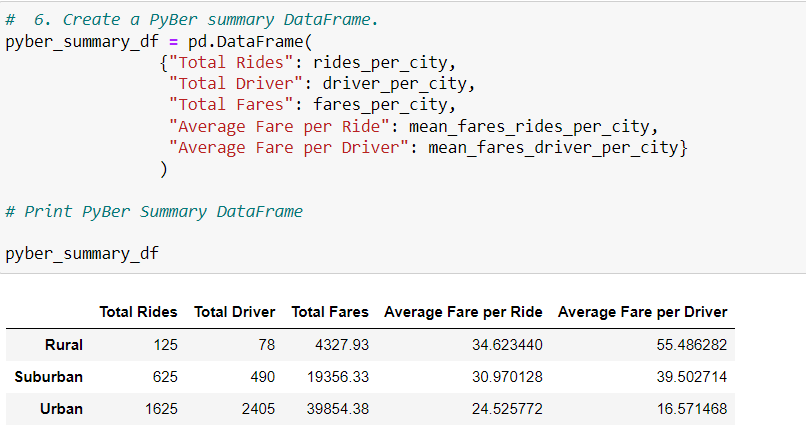 #  6. Create a PyBer summary DataFrame.
pyber_summary_df = pd.DataFrame(
{"Total Rides": rides_per_city,
"Total Driver": driver_per_city,
"Total Fares": fares_per_city,
"Average Fare per Ride": mean_fares_rides_per_city,
"Average Fare per Driver": mean_fares_driver_per_city}
)
# Print PyBer Summary DataFrame
pyber_summary_df
Total Rides Total Driver Total Fares Average Fare per Ride Average Fare per Driver
Rural 125 78 4327.93 34.623440 55.486282
Suburban 625 490 19356.33 30.970128 39.502714
Urban 1625 2405 39854.38 24.525772 16.571468